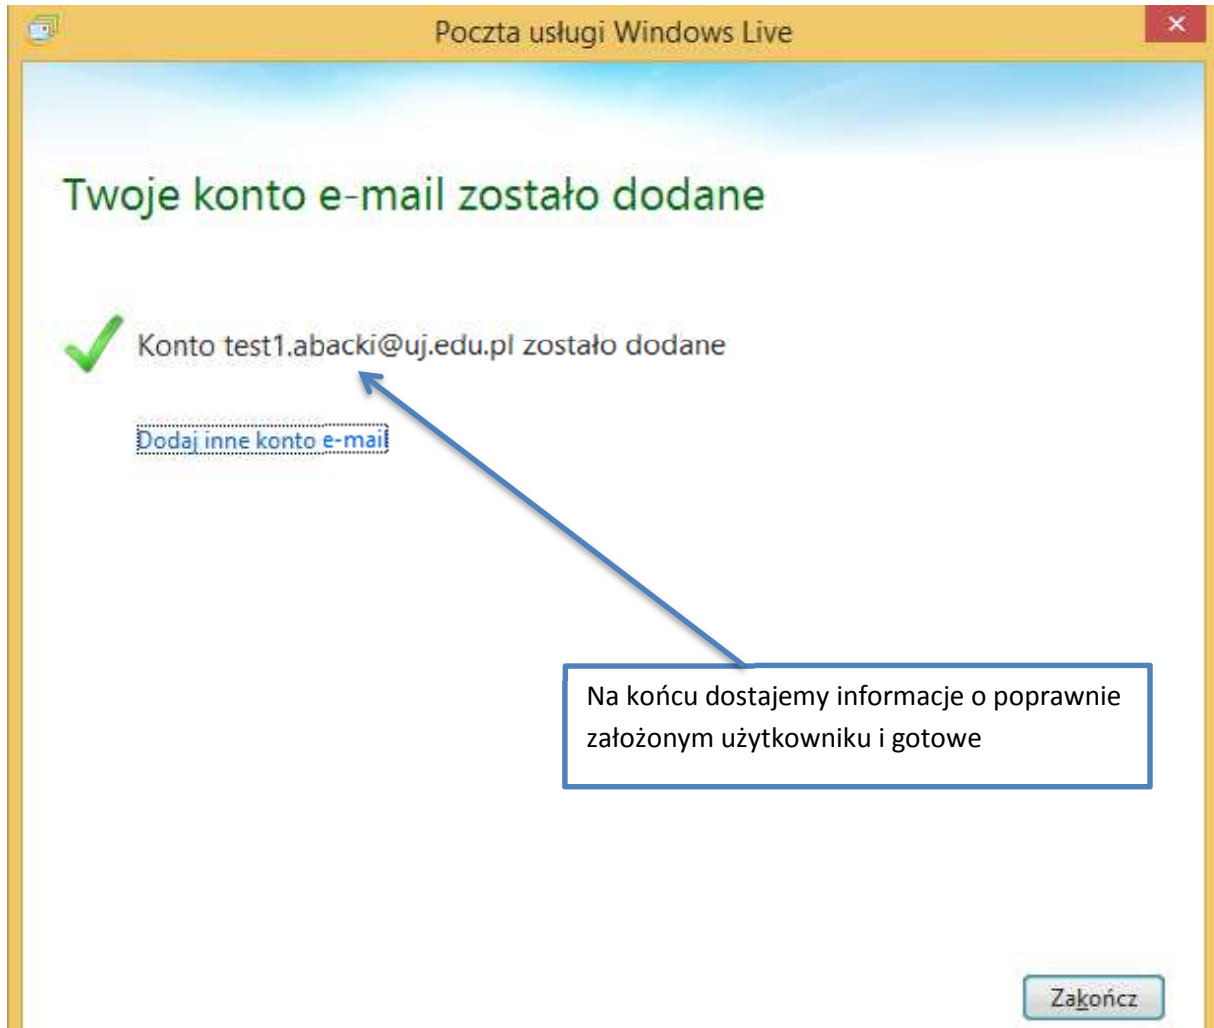 Poczta usługi Windows Live
Twoje konto e-mail zostało dodane
Konto test1.abacki@uj.edu.pl zostało dodane
Dodaj inne konto e-mail
Na końcu dostajemy informacje o poprawnie
założonym użytkowniku i gotowe
Zakończ